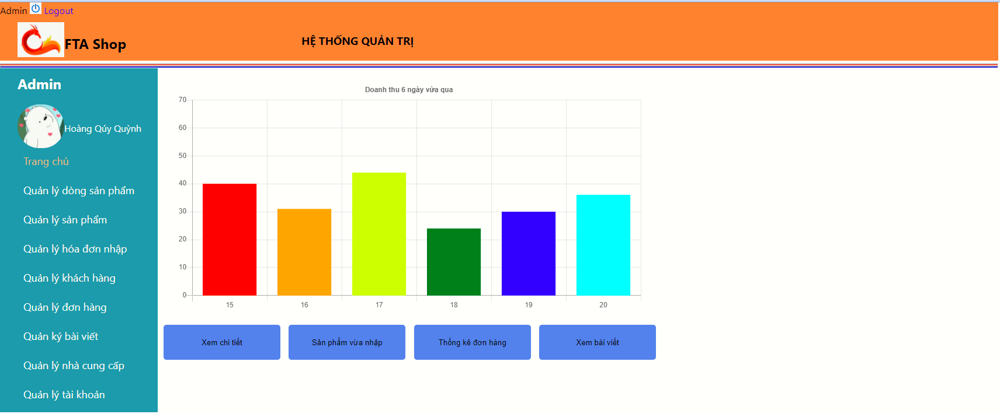 Admin Logout
FTA Shop
HỆ THỐNG QUẢN TRỊ
Admin
Hoàng Qúy Quỳnh
Trang chủ
Quản lý dòng sản phẩm
Quản lý sản phẩm
Quản lý hóa đơn nhập
Quản lý khách hàng
Quản lý đơn hàng
Quản ký bài viết
Quản lý nhà cung cấp
Quản lý tài khoản
Doanh thu 6 ngày vừa qua
70
60
50
40
30
20
10
0
15 16 17 18 19 20
Xem chi tiết
Sản phẩm vừa nhập
Thống kê đơn hàng
Xem bài viết